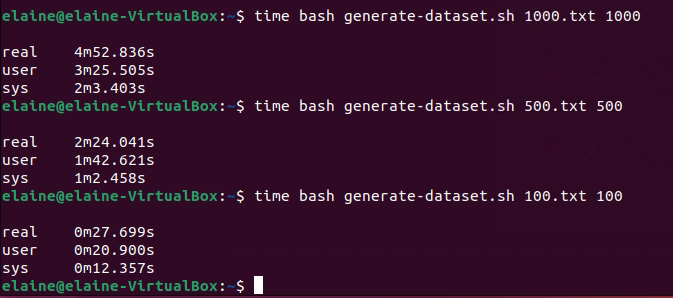 elaine@elaine-VirtualBox:~$ time bash generate-dataset.sh 1000.txt 1000
real 4m52.836s
user 3m25.505s
sys 2m3.403s
elaine@elaine-VirtualBox:~$ time bash generate-dataset.sh 500.txt 500
real 2m24.041s
user 1m42.621s
sys 1m2.458s
elaine@elaine-VirtualBox:~$ time bash generate-dataset.sh 100.txt 100
real 0m27.699s
user 0m20.900s
sys 0m12.357s
elaine@elaine-VirtualBox:~$